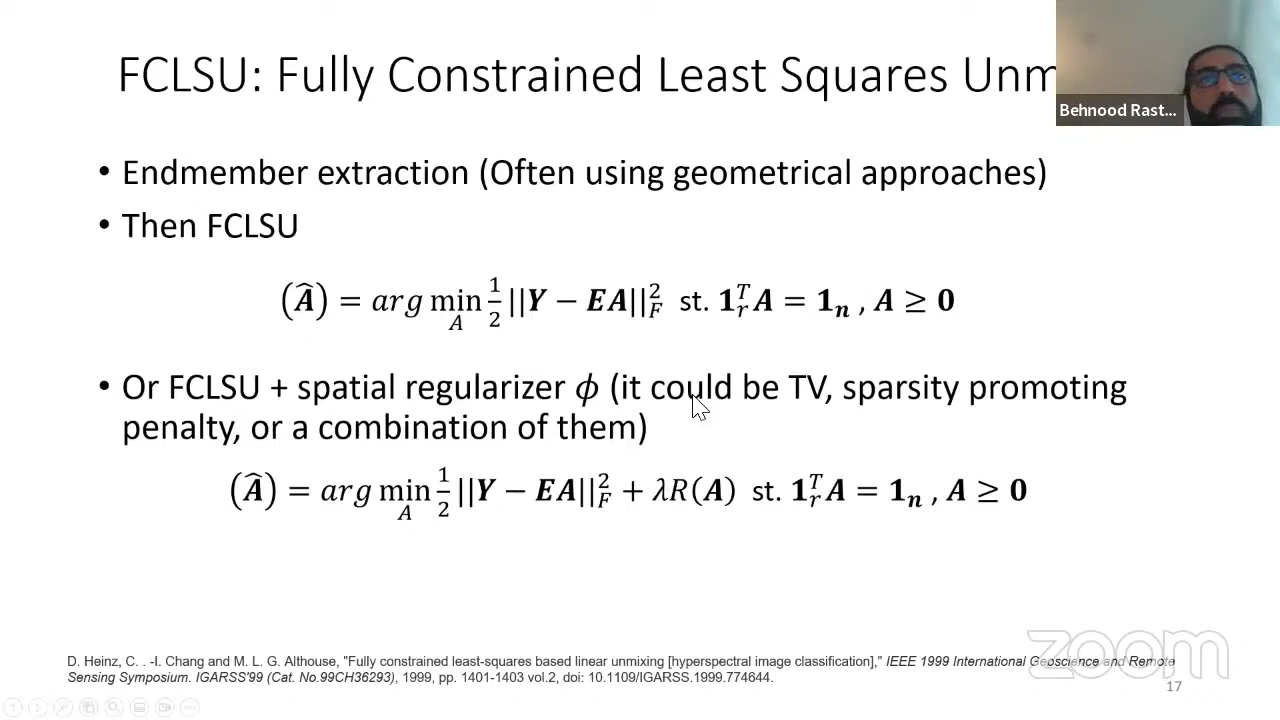 FCLSU: Fully Constrained Least Squares Unm
Behnood Rast...
• Endmember extraction (Often using geometrical approaches)
• Then FCLSU
(𝑨̂) = 𝑎𝑟𝑔 min_A 1/2 ||𝒀 − 𝑬𝑨||²_F st. 𝟏ᵣᵀ𝑨 = 𝟏ₙ , 𝑨 ≥ 𝟎
• Or FCLSU + spatial regularizer 𝜙 (it could be TV, sparsity promoting
penalty, or a combination of them)
(𝑨̂) = 𝑎𝑟𝑔 min_A 1/2 ||𝒀 − 𝑬𝑨||²_F + 𝜆𝑅(𝑨) st. 𝟏ᵣᵀ𝑨 = 𝟏ₙ , 𝑨 ≥ 𝟎
zoom
D. Heinz, C. . -I. Chang and M. L. G. Althouse, "Fully constrained least-squares based linear unmixing [hyperspectral image classification]," IEEE 1999 International Geoscience and Remote
Sensing Symposium. IGARSS'99 (Cat. No.99CH36293), 1999, pp. 1401-1403 vol.2, doi: 10.1109/IGARSS.1999.774644.
17